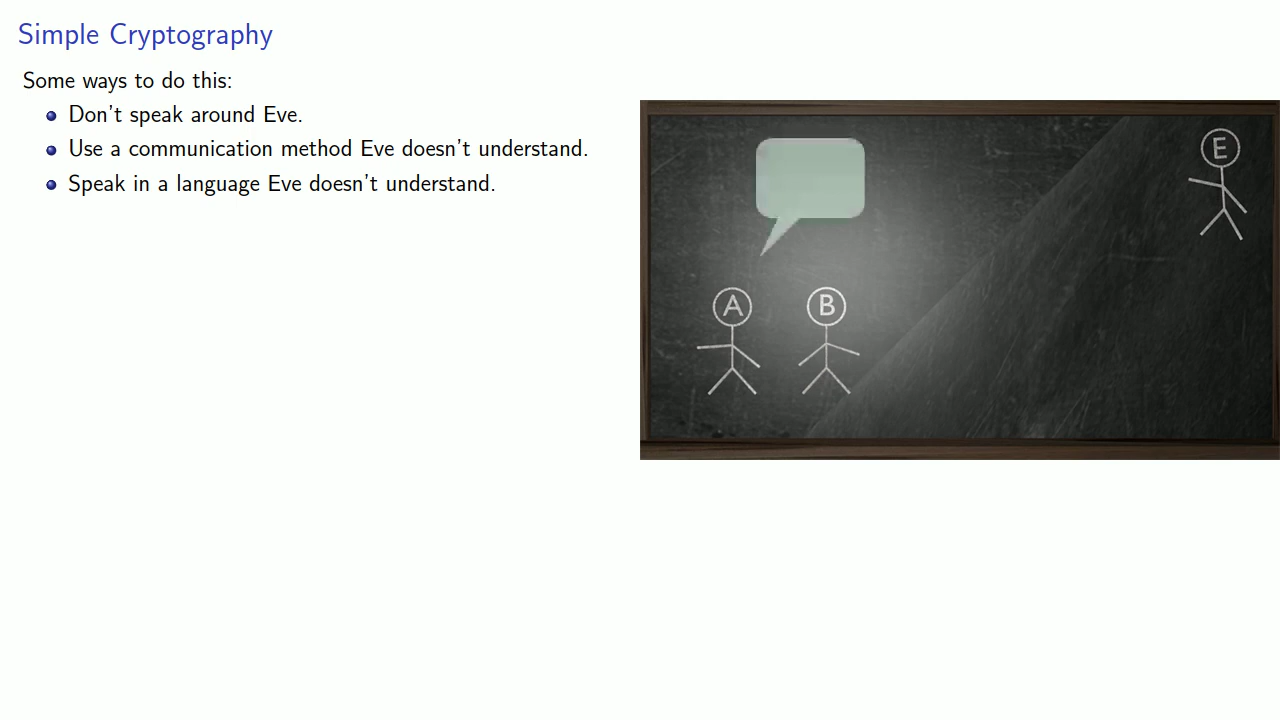 Simple Cryptography
Some ways to do this:
Don't speak around Eve.
Use a communication method Eve doesn't understand.
Speak in a language Eve doesn't understand.
E
A
B